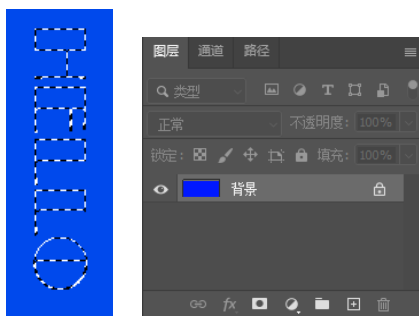 HELLO
图层 通道 路径
类型
正常 不透明度: 100%
锁定: 填充: 100%
背景
fx